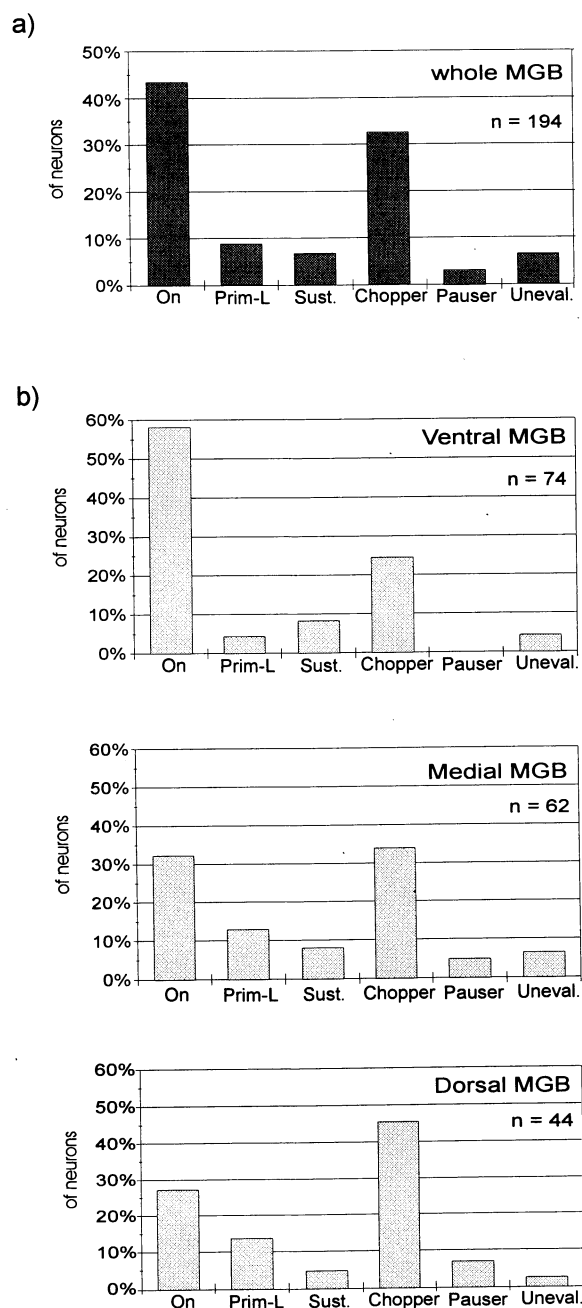 a)
50%
40%
30%
20%
10%
0%
of neurons
whole MGB
n = 194
On Prim-L Sust. Chopper Pauser Uneval.
b)
60%
50%
40%
30%
20%
10%
0%
of neurons
Ventral MGB
n = 74
On Prim-L Sust. Chopper Pauser Uneval.
60%
50%
40%
30%
20%
10%
0%
of neurons
Medial MGB
n = 62
On Prim-L Sust. Chopper Pauser Uneval.
60%
50%
40%
30%
20%
10%
0%
of neurons
Dorsal MGB
n = 44
On Prim-L Sust. Chopper Pauser Uneval.